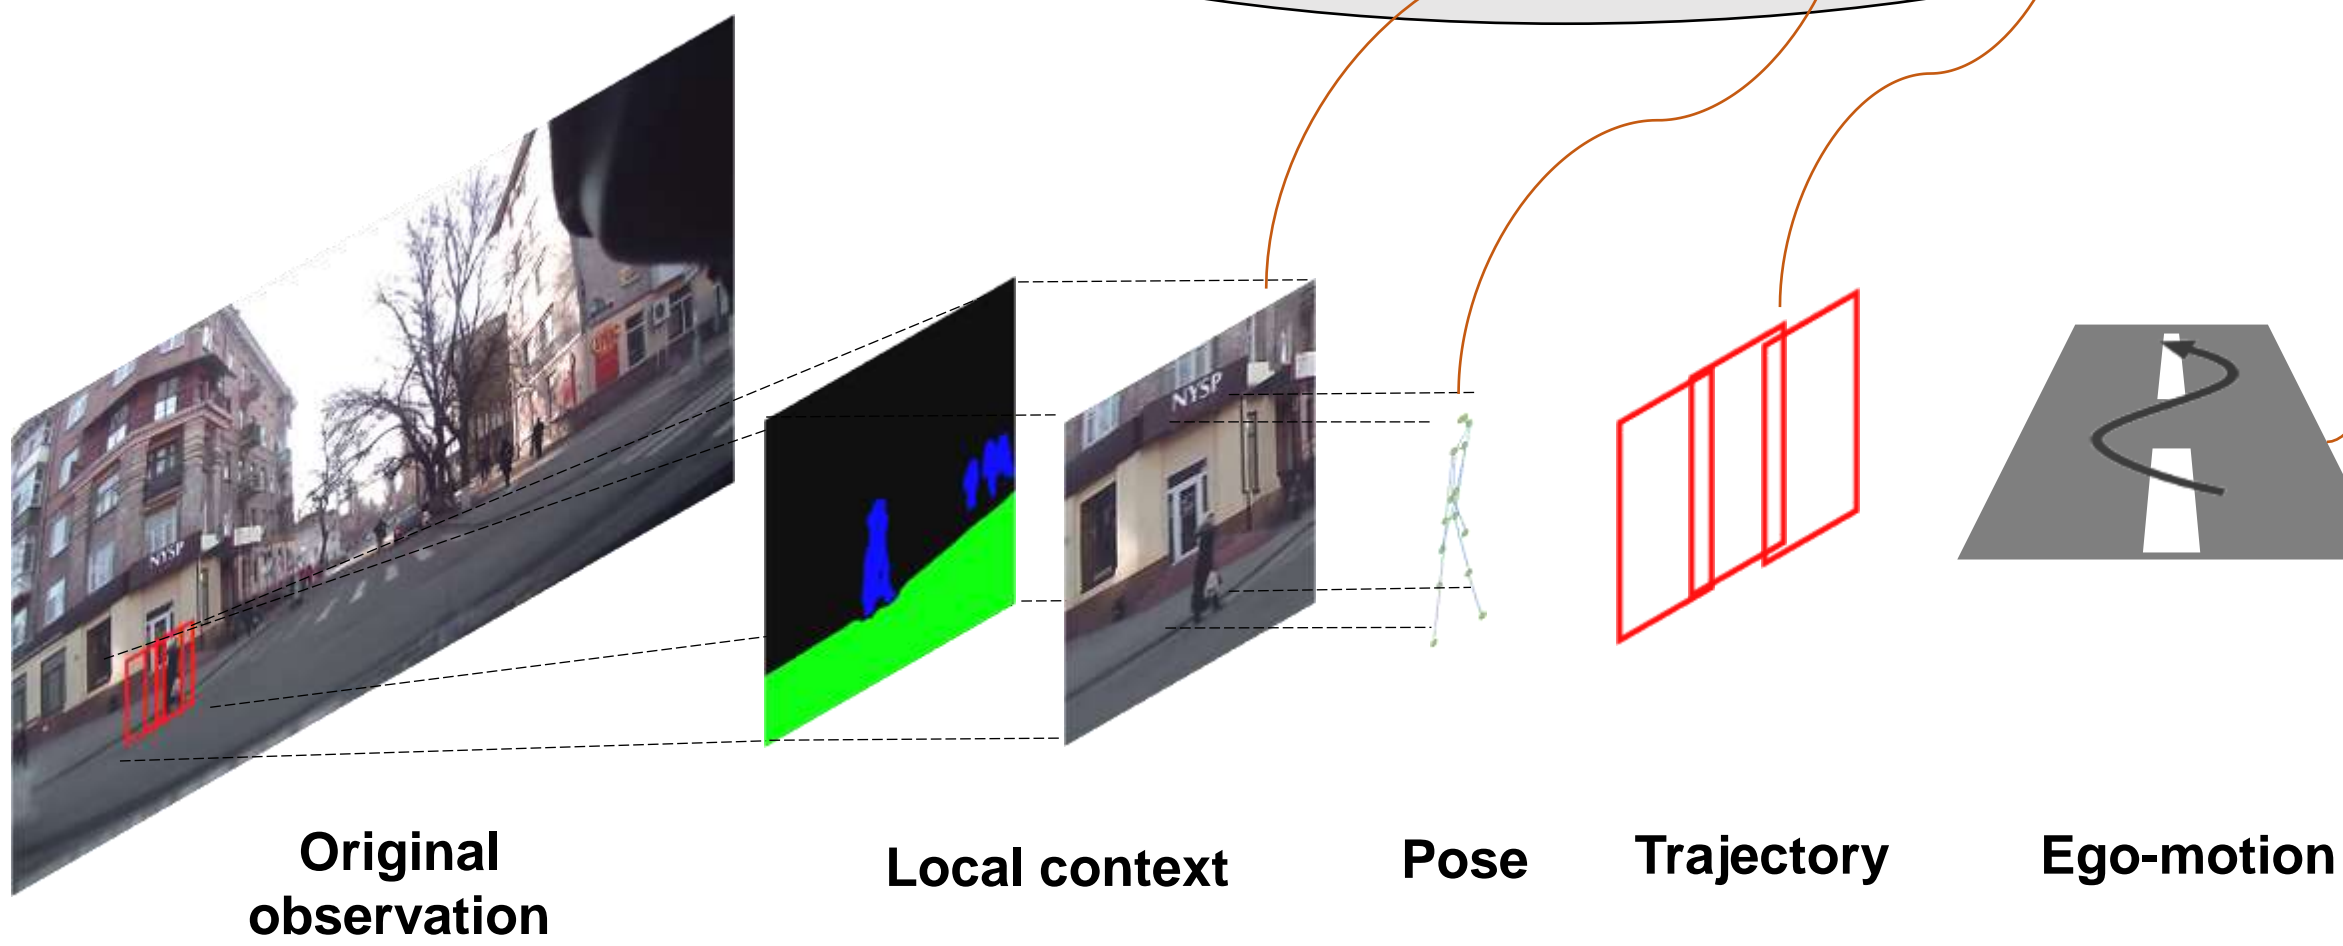 NYSP
NYSP
Original
observation
Local context
Pose
Trajectory
Ego-motion